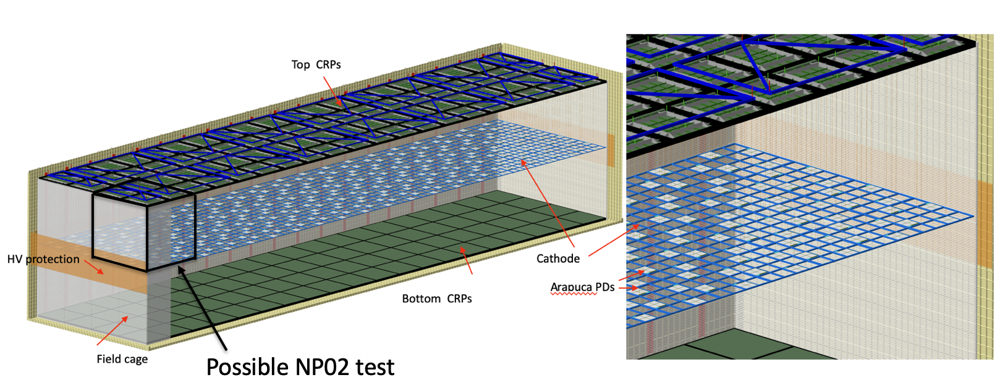 Top CRPs
HV protection
Cathode
Arapuca PDs
Bottom CRPs
Field cage
Possible NP02 test